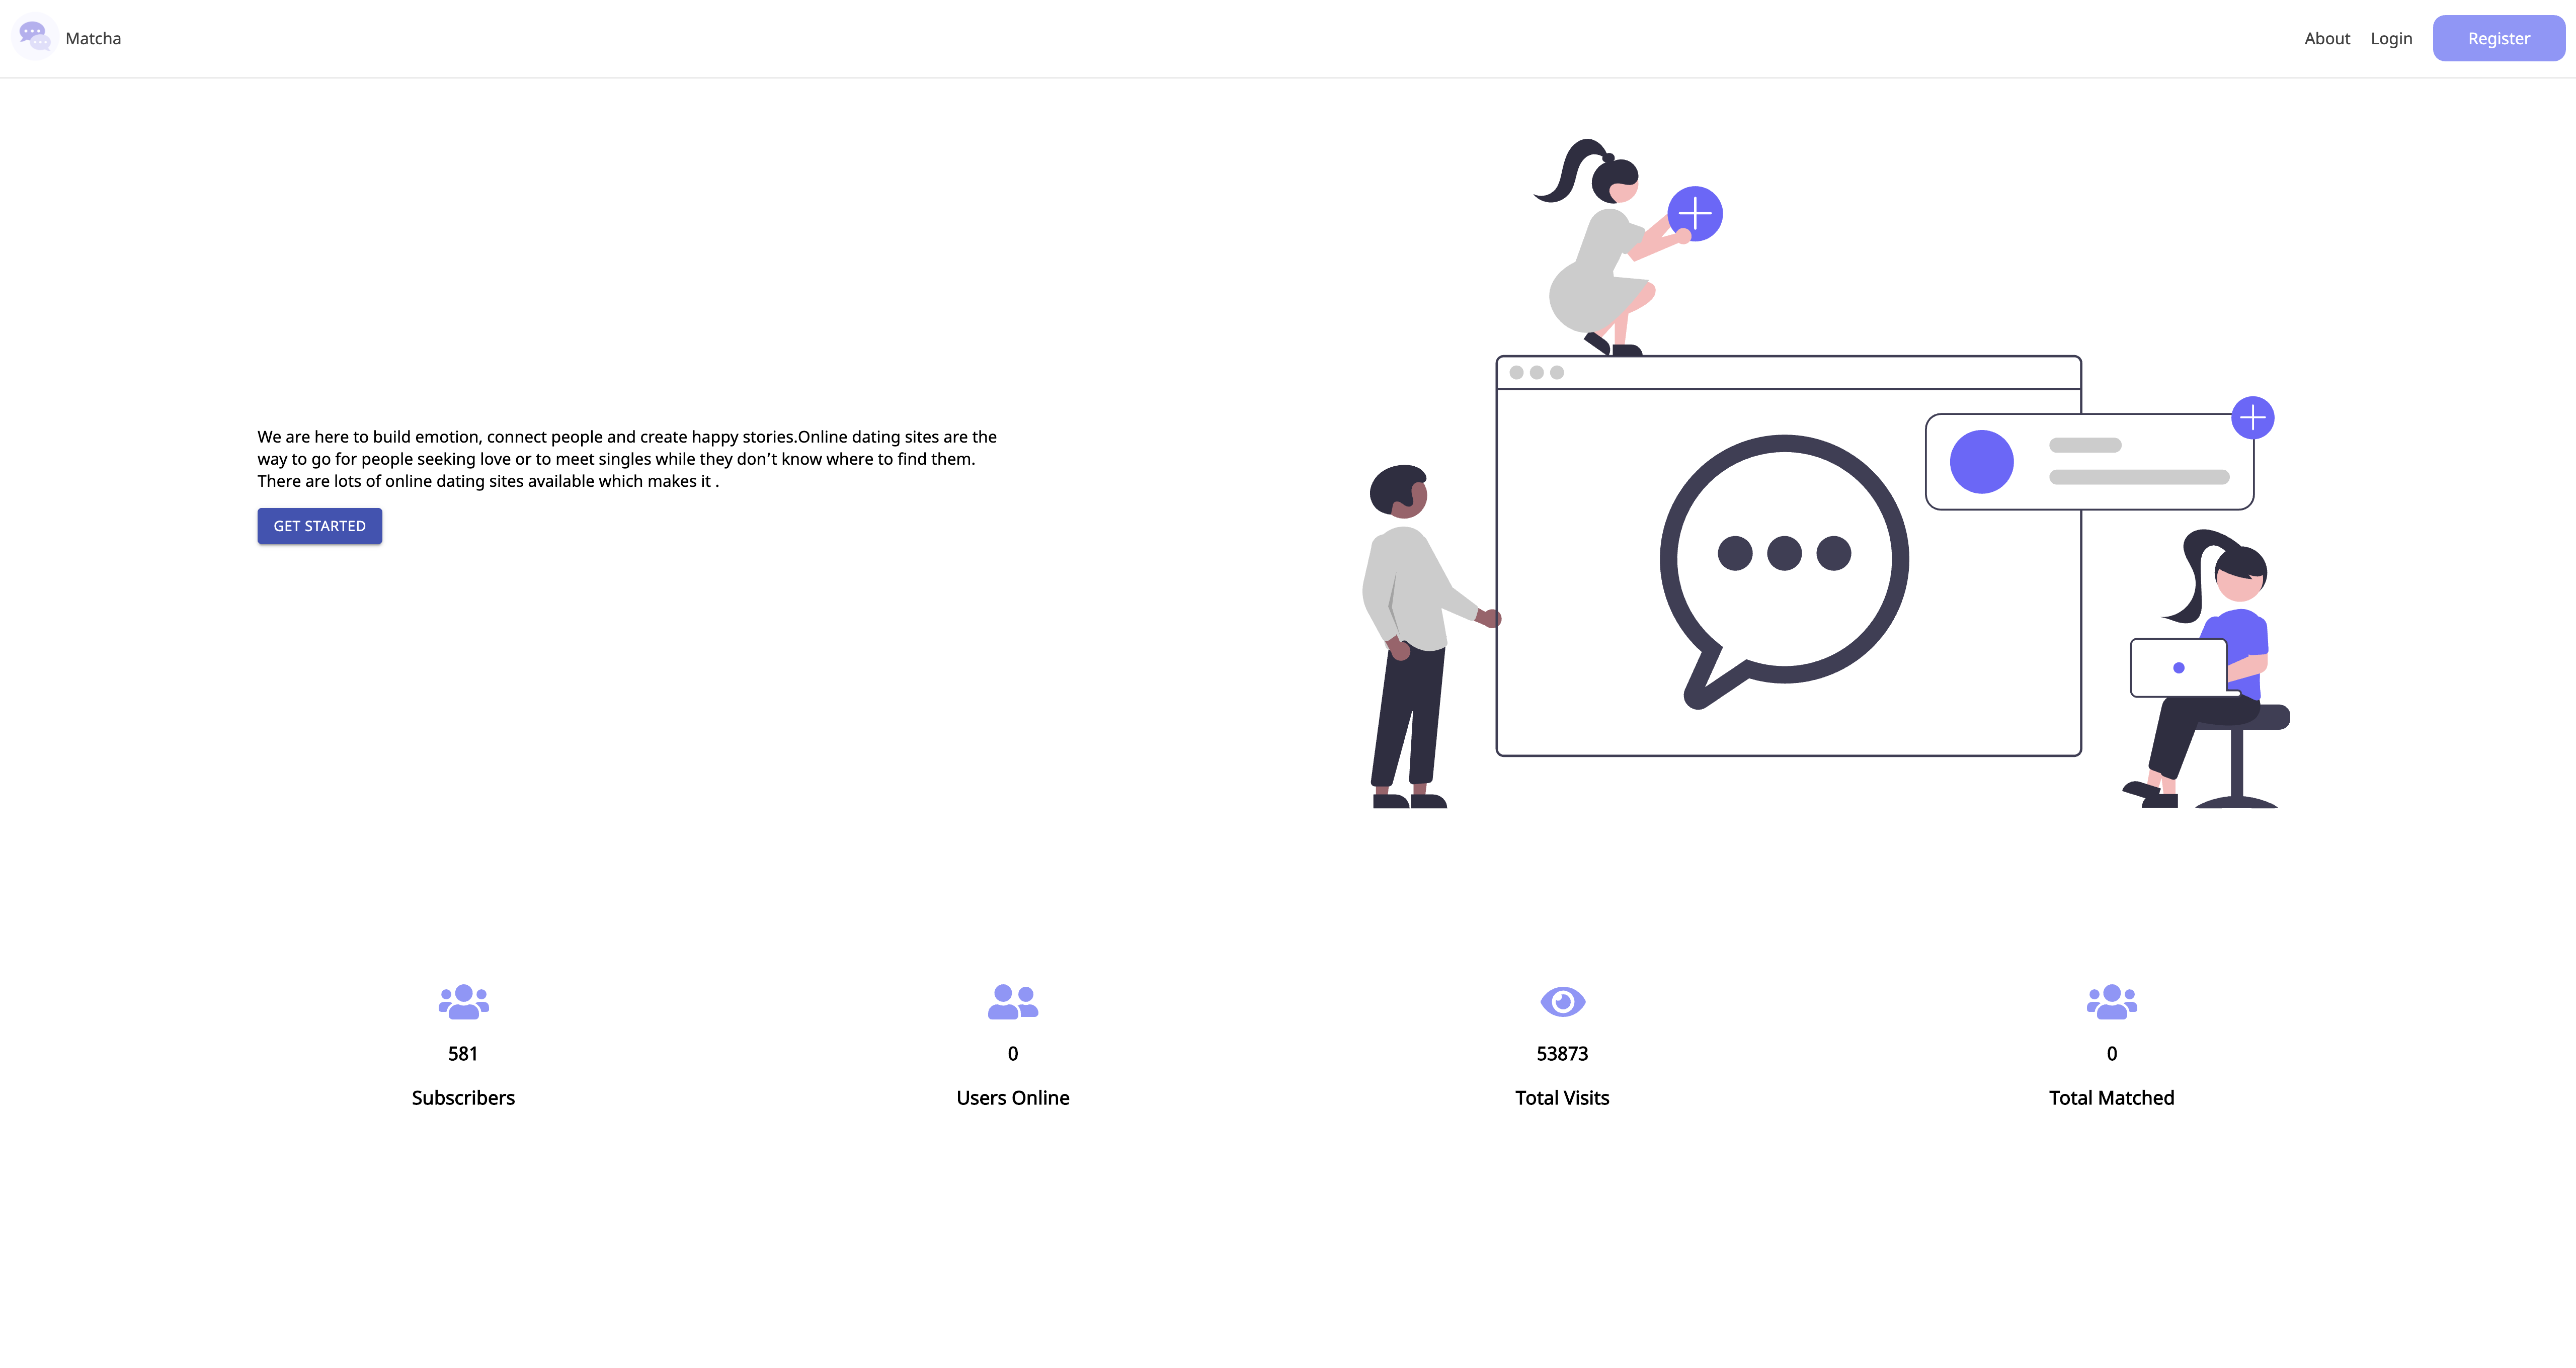 Matcha
About
Login
Register
We are here to build emotion, connect people and create happy stories.Online dating sites are the
way to go for people seeking love or to meet singles while they don’t know where to find them.
There are lots of online dating sites available which makes it .
GET STARTED
581
0
53873
0
Subscribers
Users Online
Total Visits
Total Matched